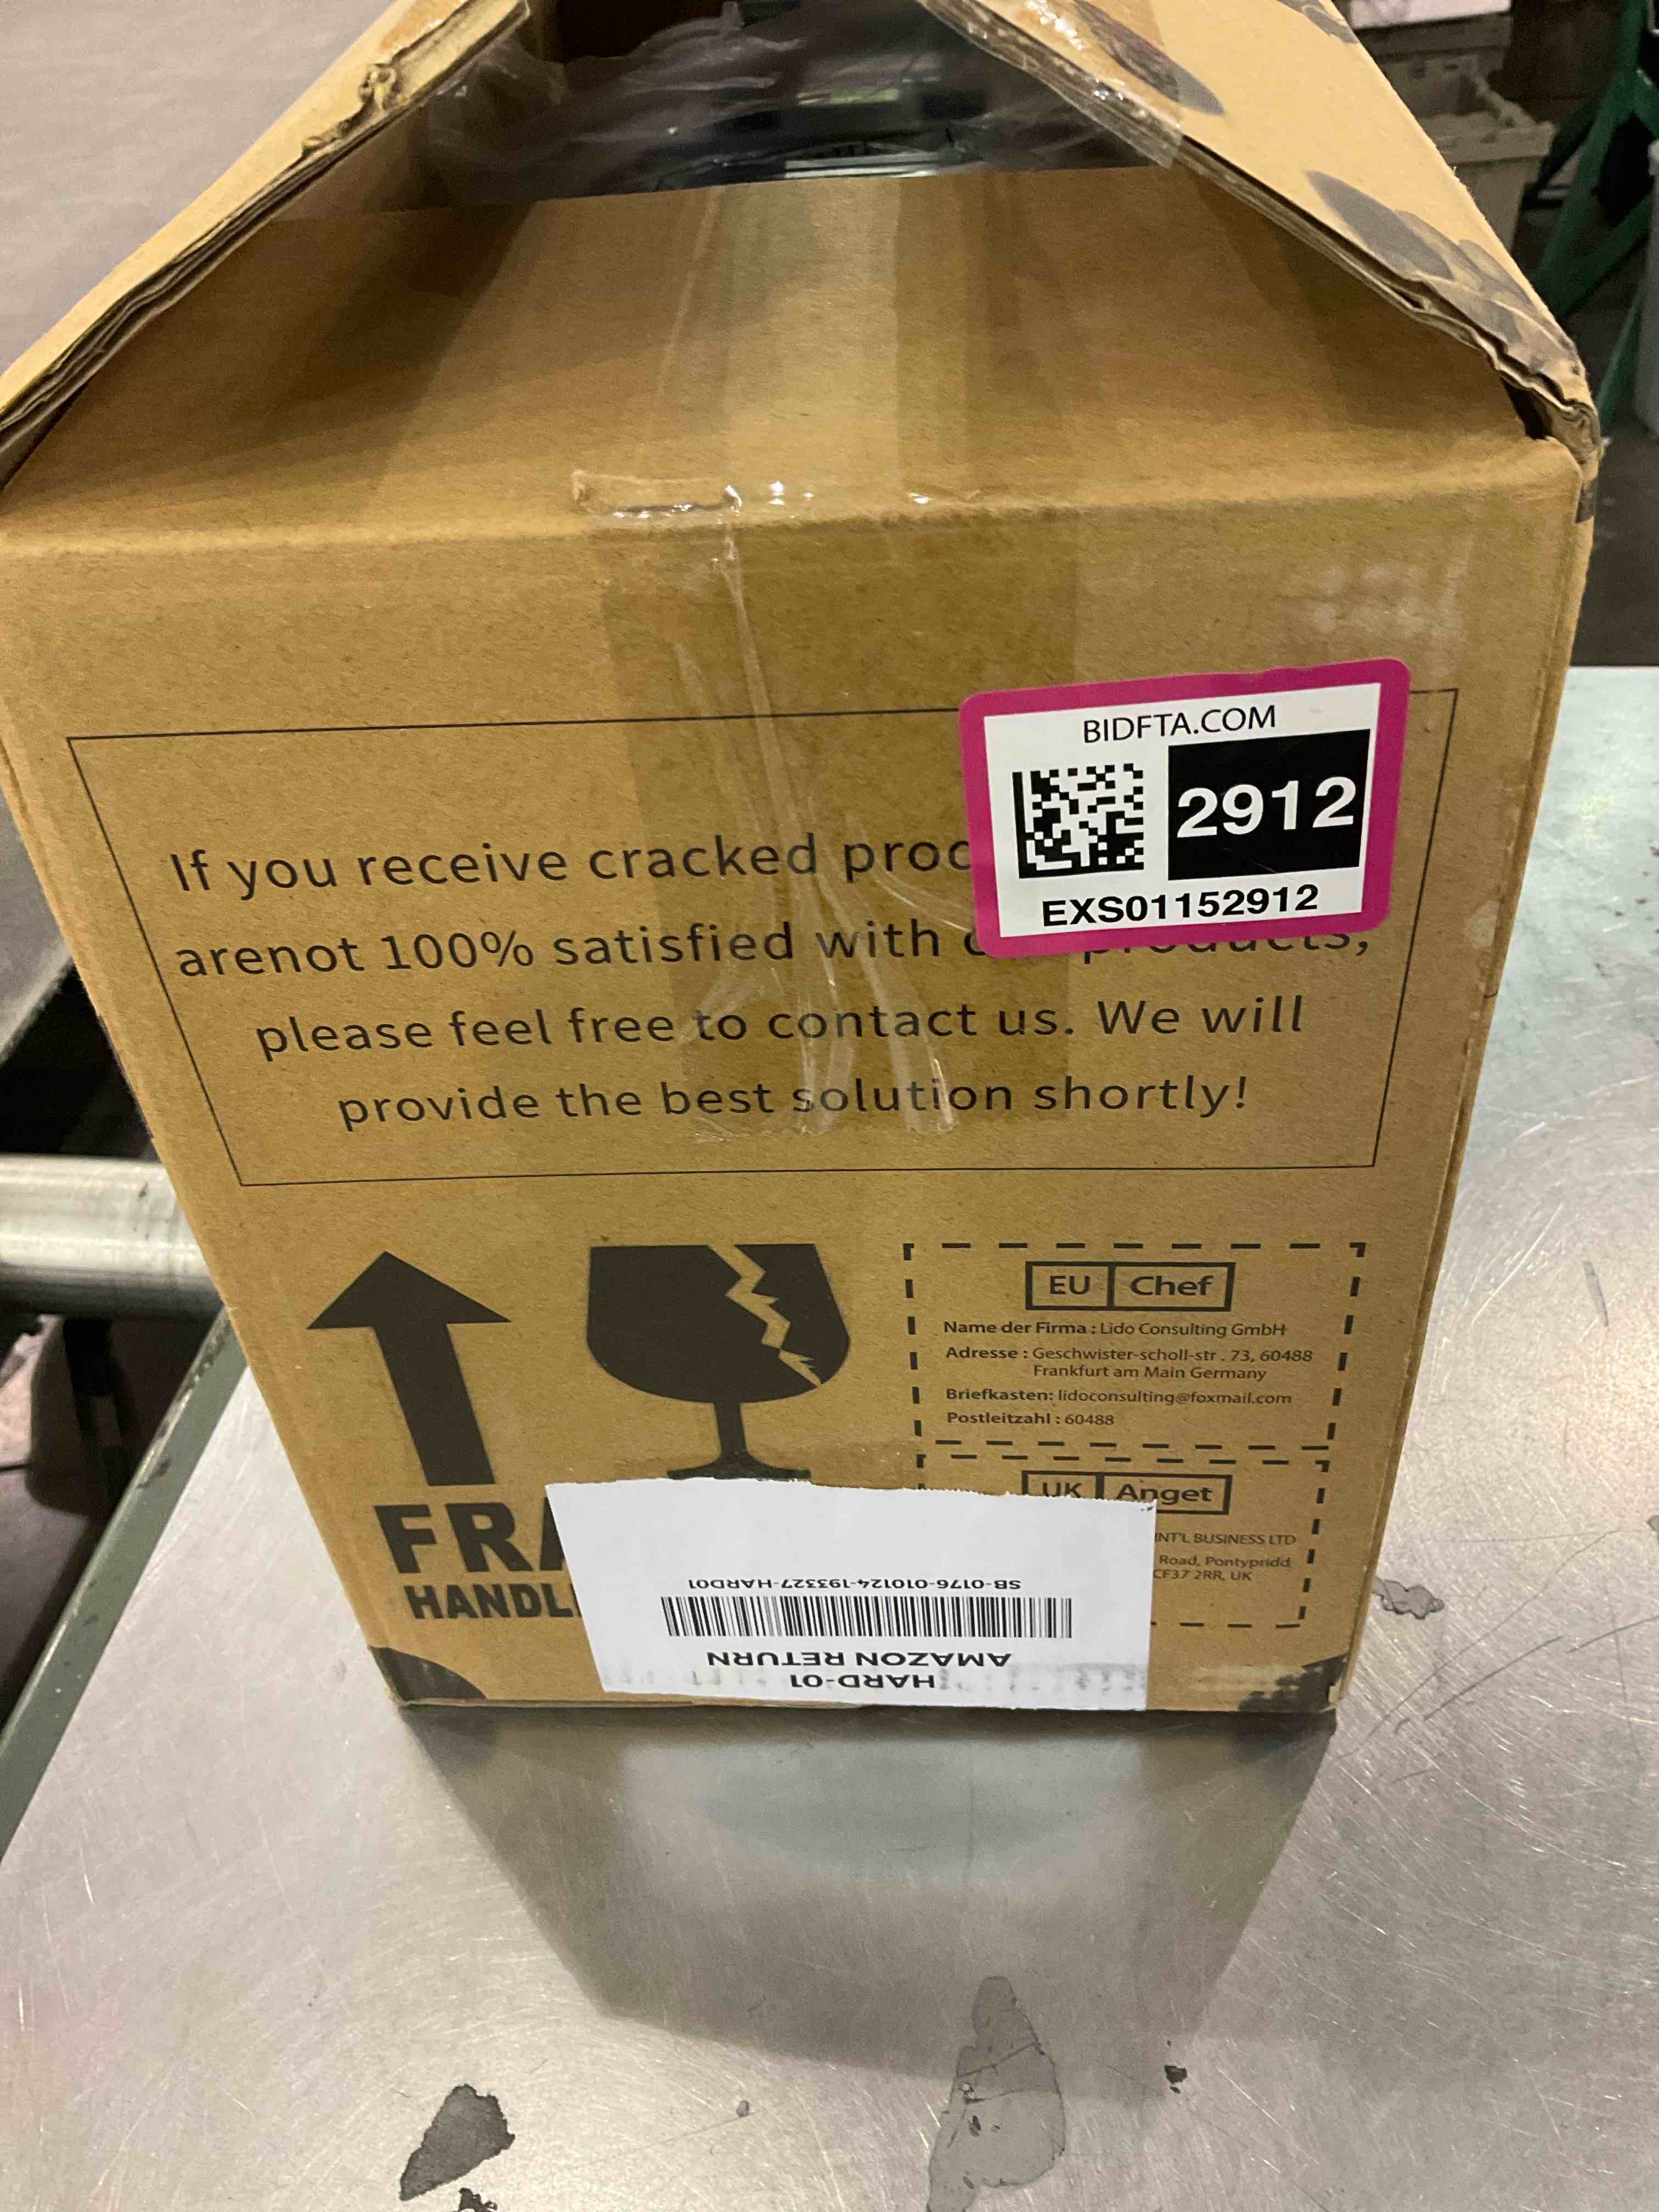 BIDFTA.COM
2912
EXS01152912
If you receive cracked
arenot 100% satisfied with
please feel free to contact us. We will
provide the best solution shortly!
EU Chef
Name der Firma : Lido Consulting GmbH
Adresse : Geschwister-scholl-str . 73, 60488
Frankfurt am Main Germany
Briefkasten: lidoconsulting@foxmail.com
Postleitzahl : 60488
UK Anget
INT'L BUSINESS LTD
Road, Pontypridd
CF37 2RR, UK
HARD-01
AMAZON RETURN
SB-0176-010124-193327-HARD01